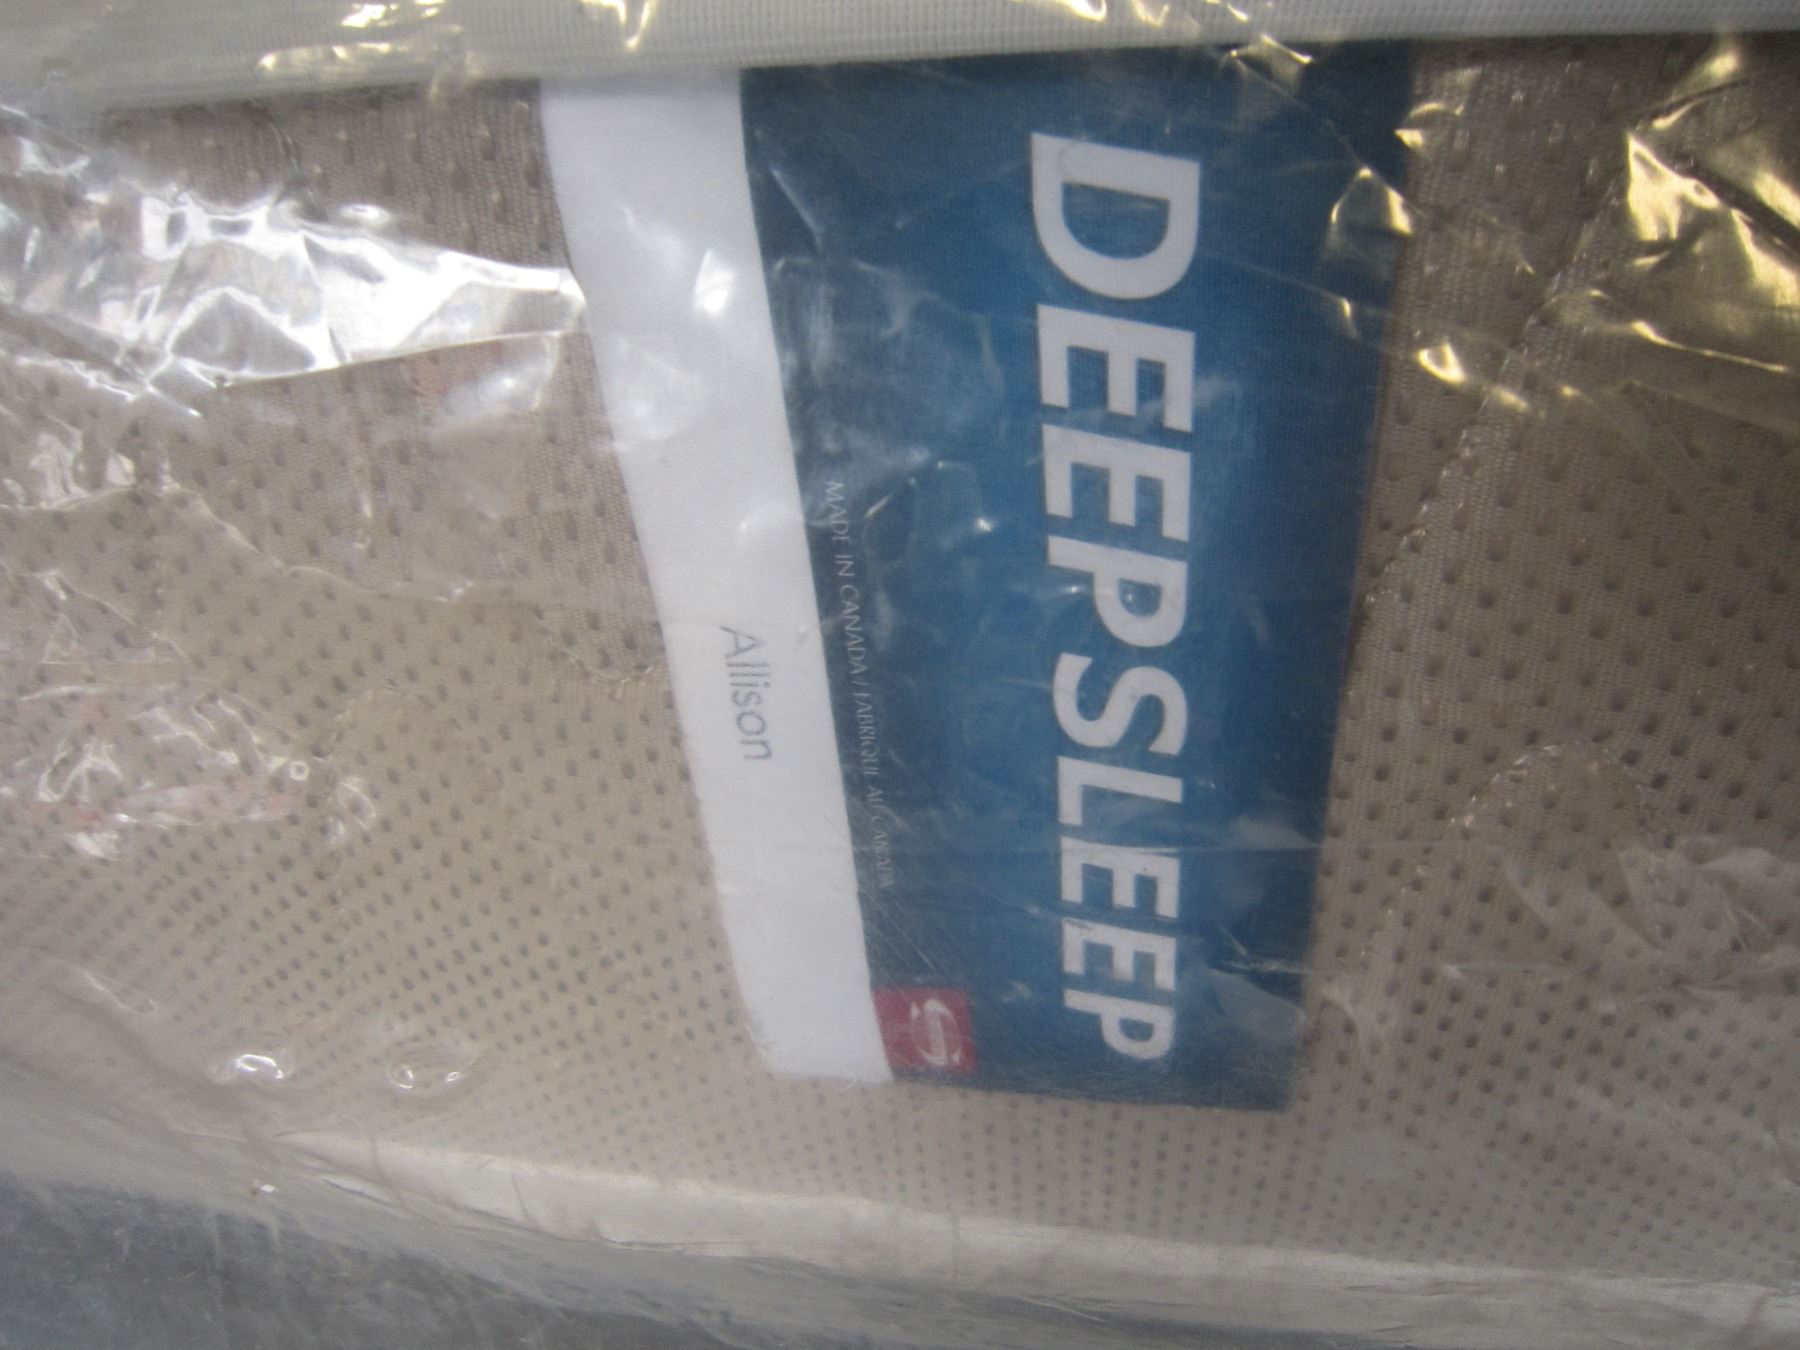 DEEPSLEEP
MADE IN CANADA / FABRIQUÉ AU CANADA
Allison